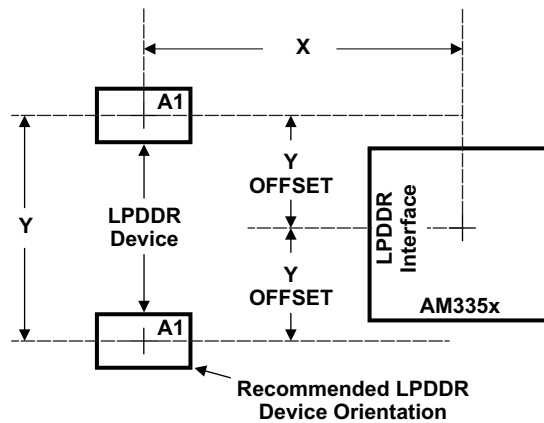 X
A1
Y
OFFSET
Y
LPDDR
Device
LPDDR
Interface
Y
OFFSET
AM335x
A1
Recommended LPDDR
Device Orientation